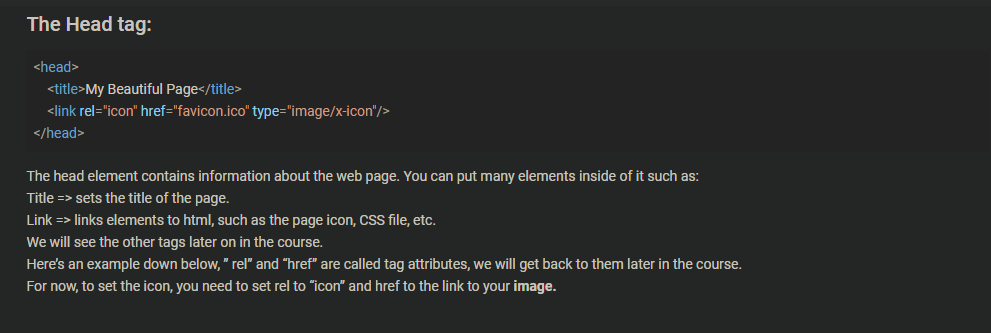 The Head tag:
<head>
<title>My Beautiful Page</title>
<link rel="icon" href="favicon.ico" type="image/x-icon"/>
</head>
The head element contains information about the web page. You can put many elements inside of it such as:
Title => sets the title of the page.
Link => links elements to html, such as the page icon, CSS file, etc.
We will see the other tags later on in the course.
Here’s an example down below, ” rel” and “href” are called tag attributes, we will get back to them later in the course.
For now, to set the icon, you need to set rel to “icon” and href to the link to your image.